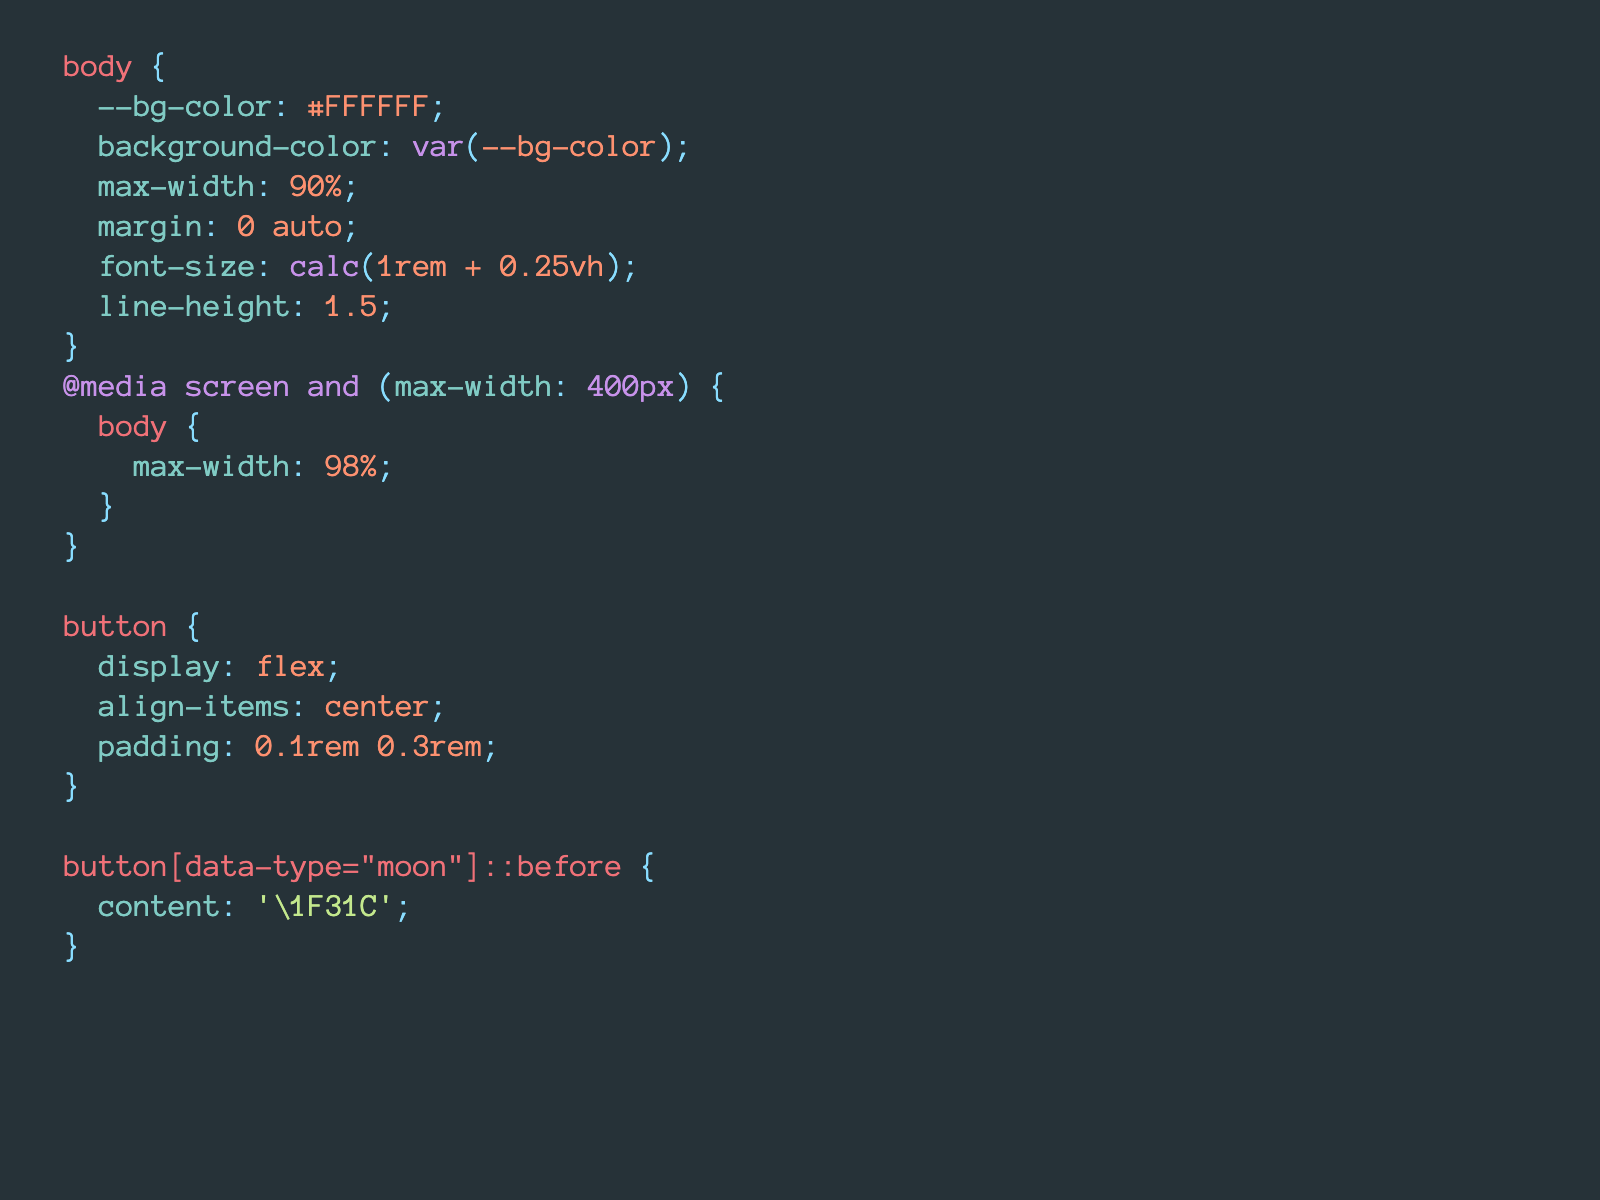 body {
  --bg-color: #FFFFFF;
  background-color: var(--bg-color);
  max-width: 90%;
  margin: 0 auto;
  font-size: calc(1rem + 0.25vh);
  line-height: 1.5;
}
@media screen and (max-width: 400px) {
  body {
    max-width: 98%;
  }
}

button {
  display: flex;
  align-items: center;
  padding: 0.1rem 0.3rem;
}

button[data-type="moon"]::before {
  content: '\1F31C';
}